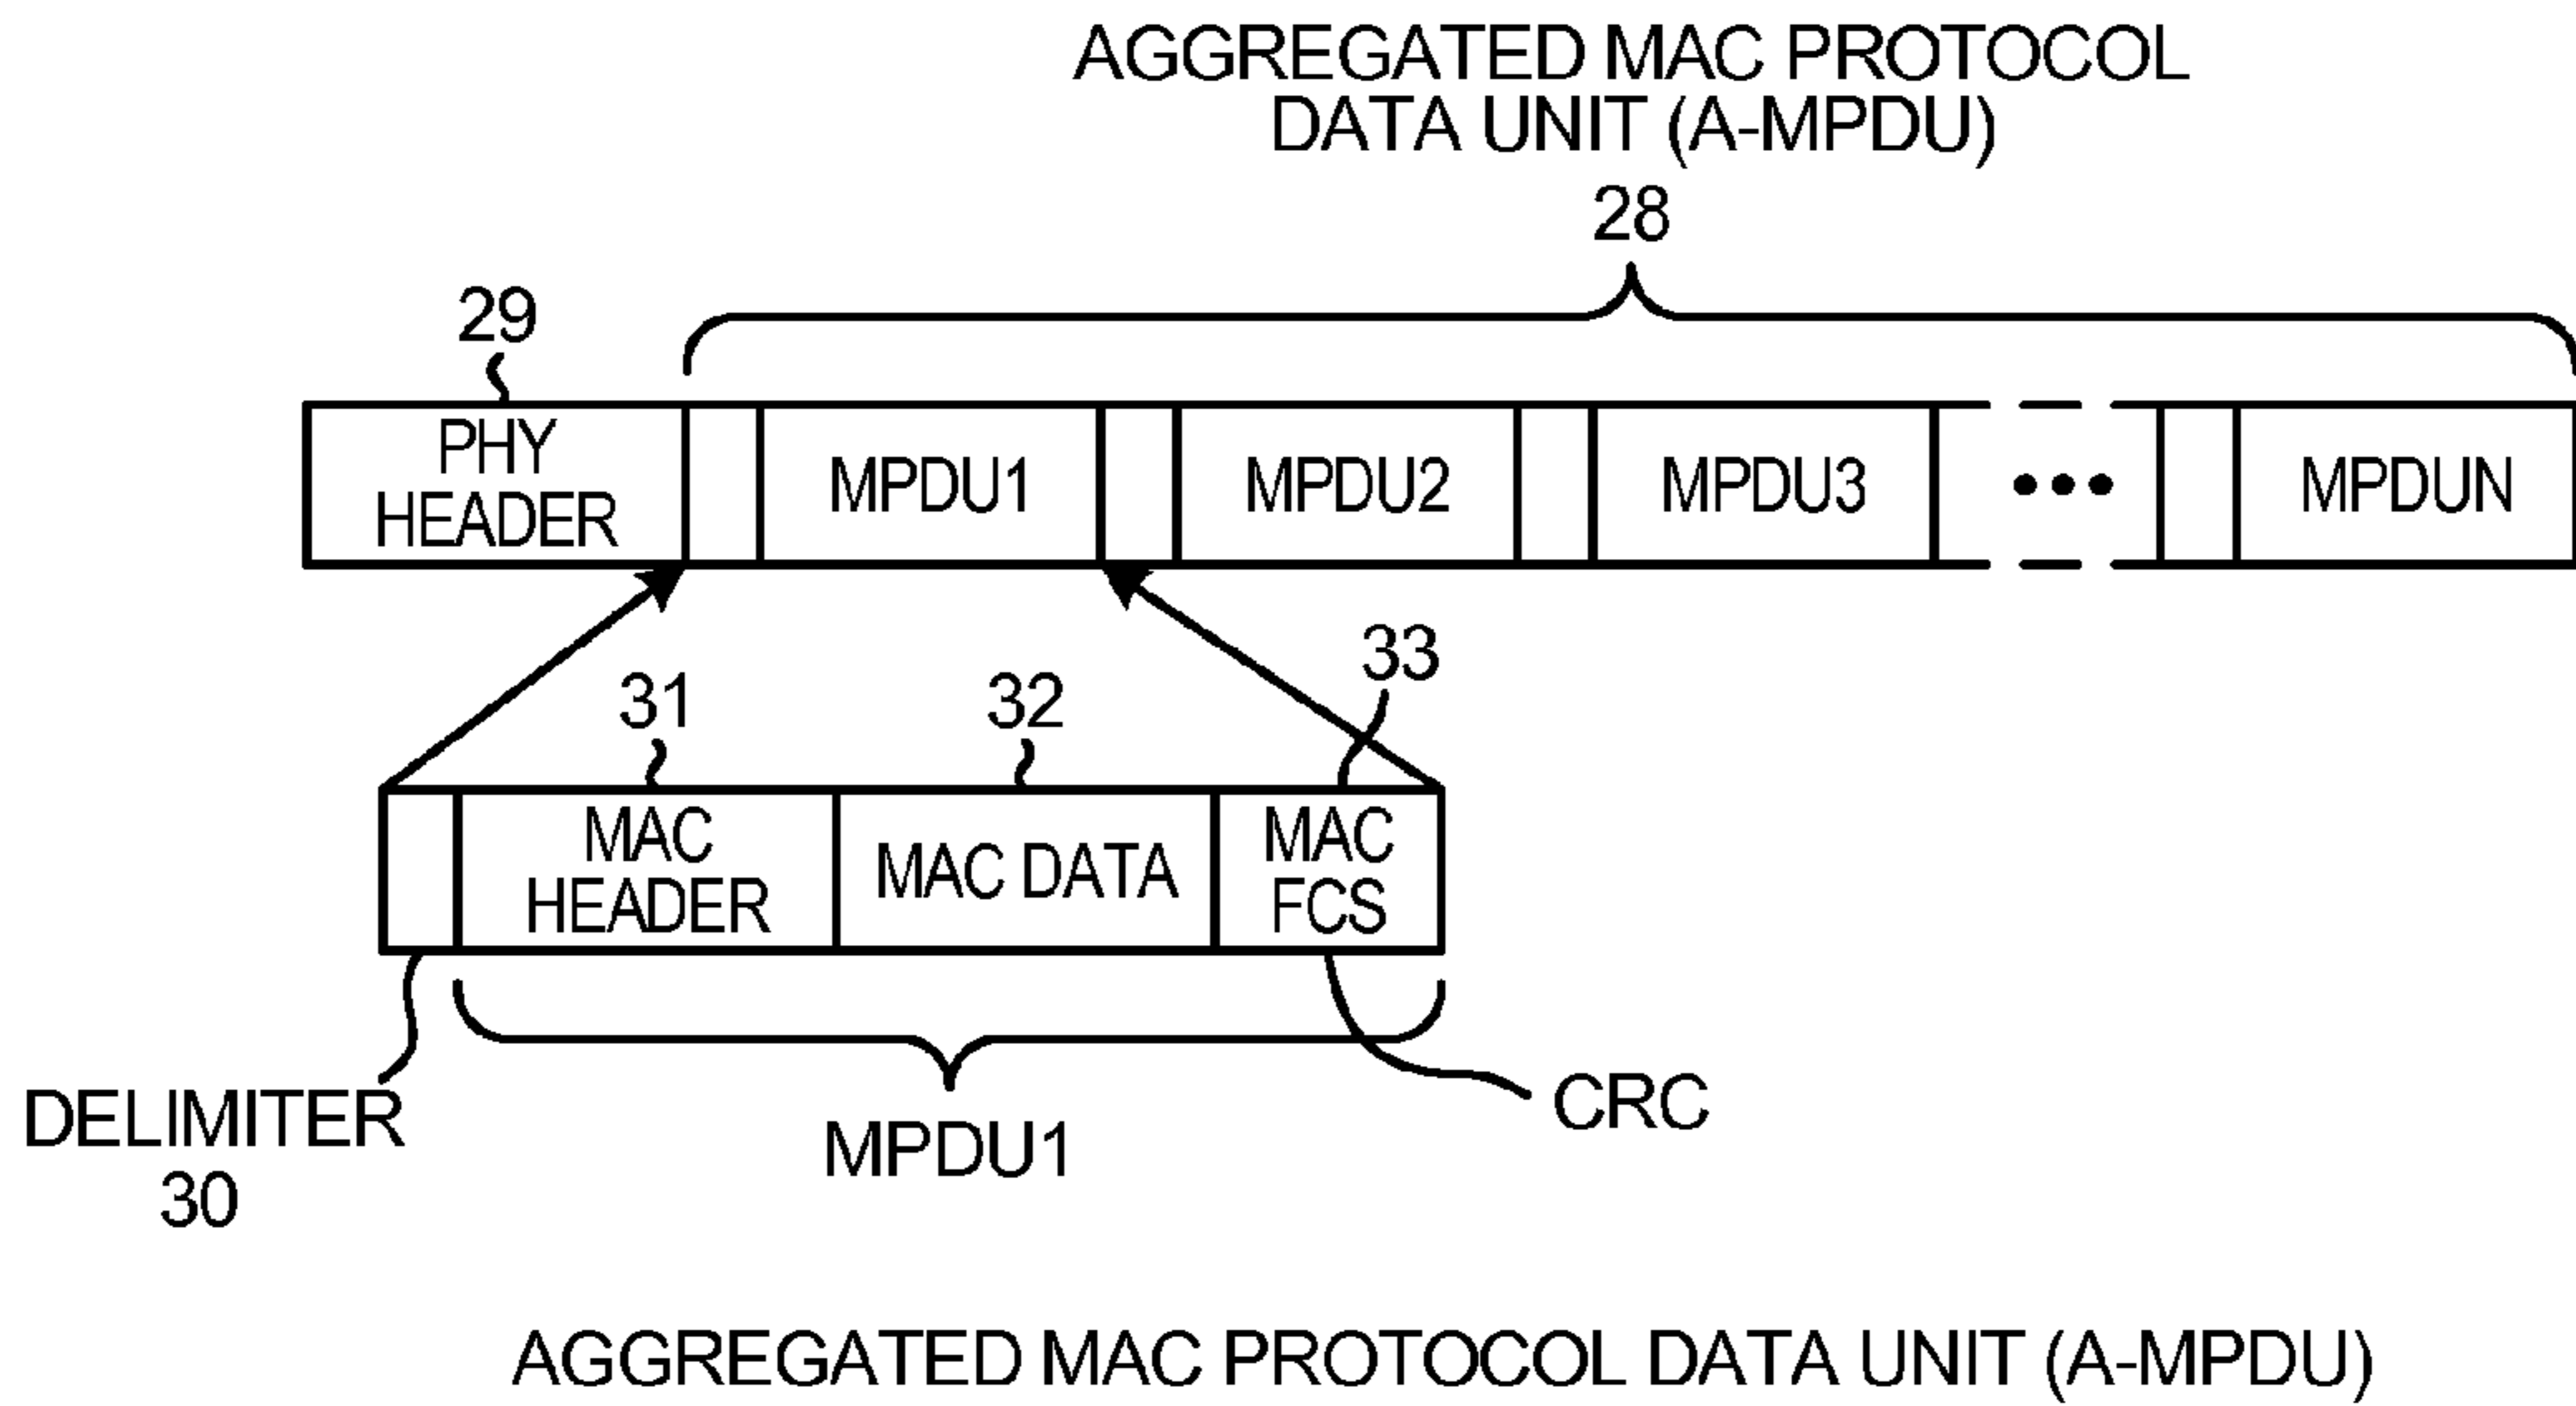 AGGREGATED MAC PROTOCOL
DATA UNIT (A-MPDU)
28
29
PHY
HEADER
MPDU1
MPDU2
MPDU3
MPDUN
31
32
33
MAC
HEADER
MAC DATA
MAC
FCS
DELIMITER
30
MPDU1
CRC
AGGREGATED MAC PROTOCOL DATA UNIT (A-MPDU)